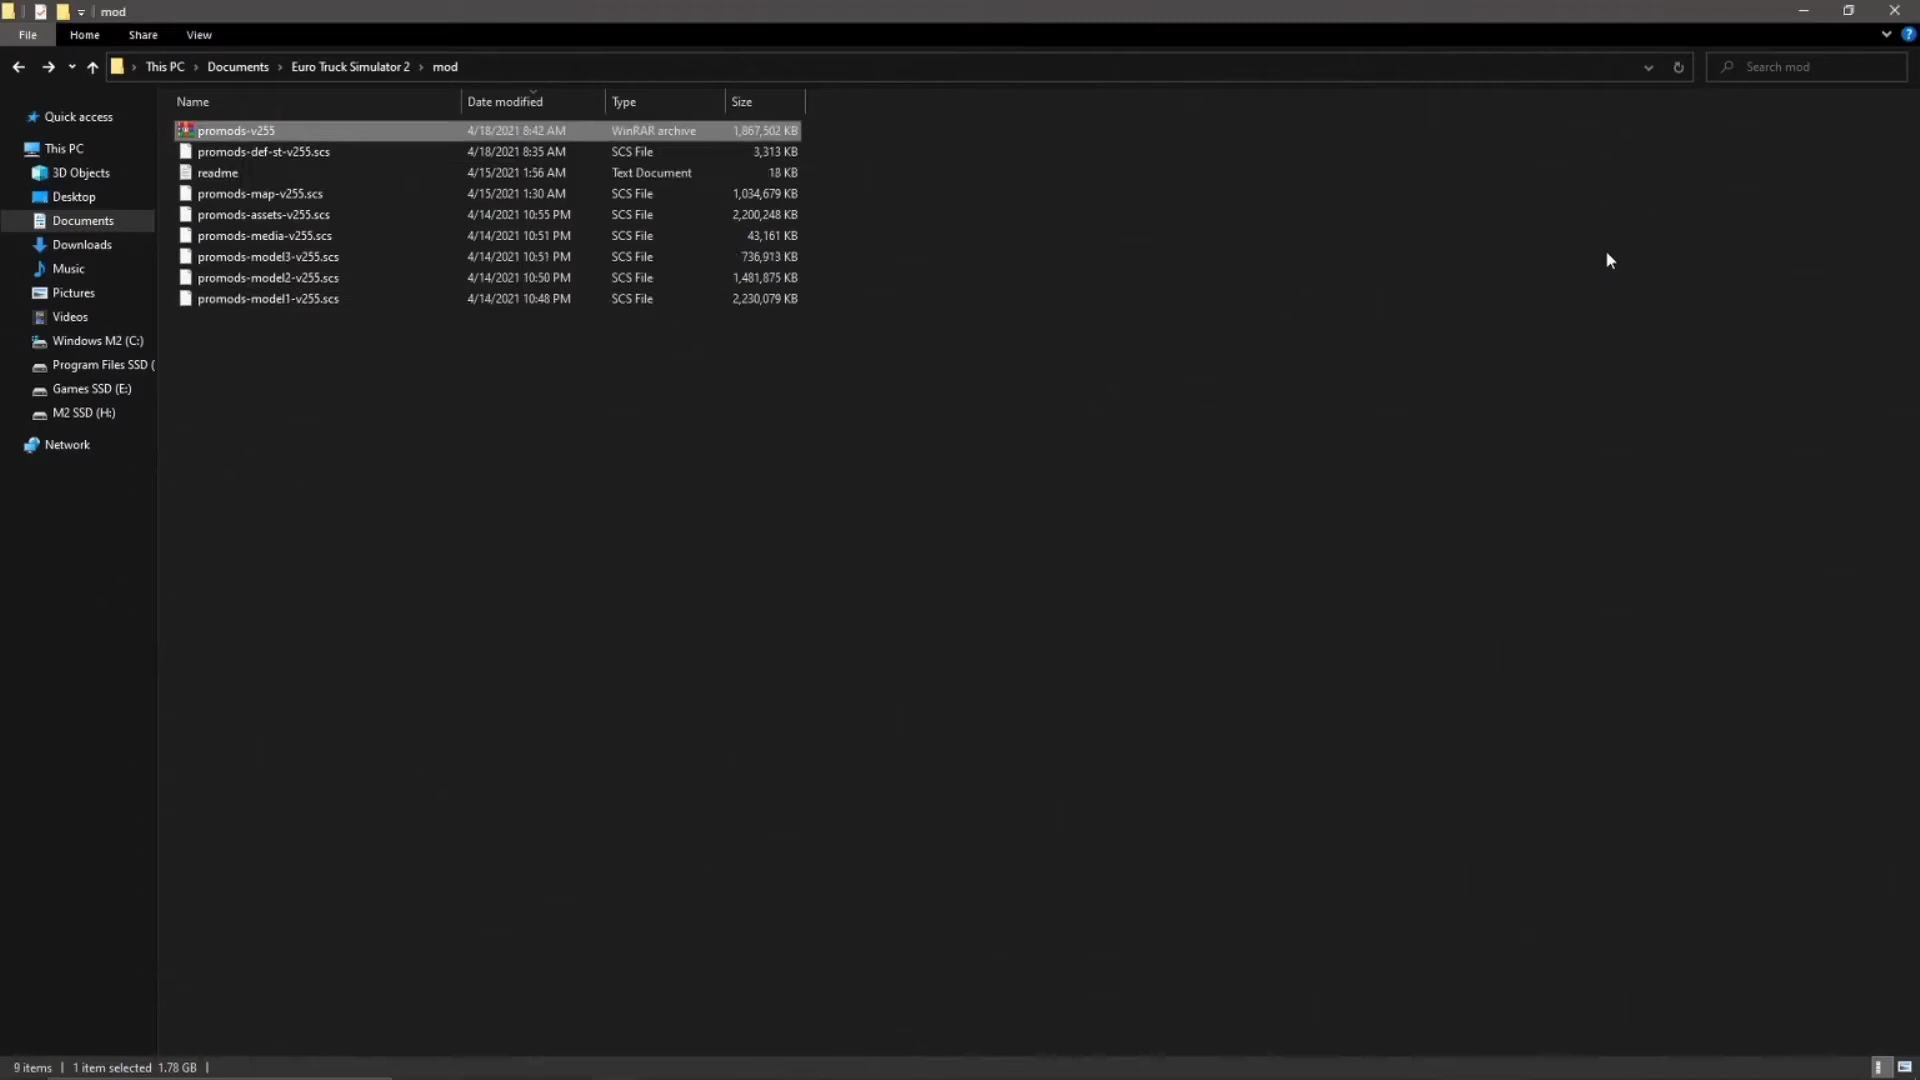 mod
File Home Share View
This PC Documents Euro Truck Simulator 2 mod Search mod
Name Date modified Type Size
promods-v255 4/18/2021 8:42 AM WinRAR archive 1,867,502 KB
promods-def-st-v255.scs 4/18/2021 8:35 AM SCS File 3,313 KB
readme 4/15/2021 1:56 AM Text Document 18 KB
promods-map-v255.scs 4/15/2021 1:30 AM SCS File 1,034,679 KB
promods-assets-v255.scs 4/14/2021 10:55 PM SCS File 2,200,248 KB
promods-media-v255.scs 4/14/2021 10:51 PM SCS File 43,161 KB
promods-model3-v255.scs 4/14/2021 10:51 PM SCS File 736,913 KB
promods-model2-v255.scs 4/14/2021 10:50 PM SCS File 1,481,875 KB
promods-model1-v255.scs 4/14/2021 10:48 PM SCS File 2,230,079 KB
Quick access
This PC
3D Objects
Desktop
Documents
Downloads
Music
Pictures
Videos
Windows M2 (C:)
Program Files SSD (
Games SSD (E:)
M2 SSD (H:)
Network
9 items 1 item selected 1.78 GB